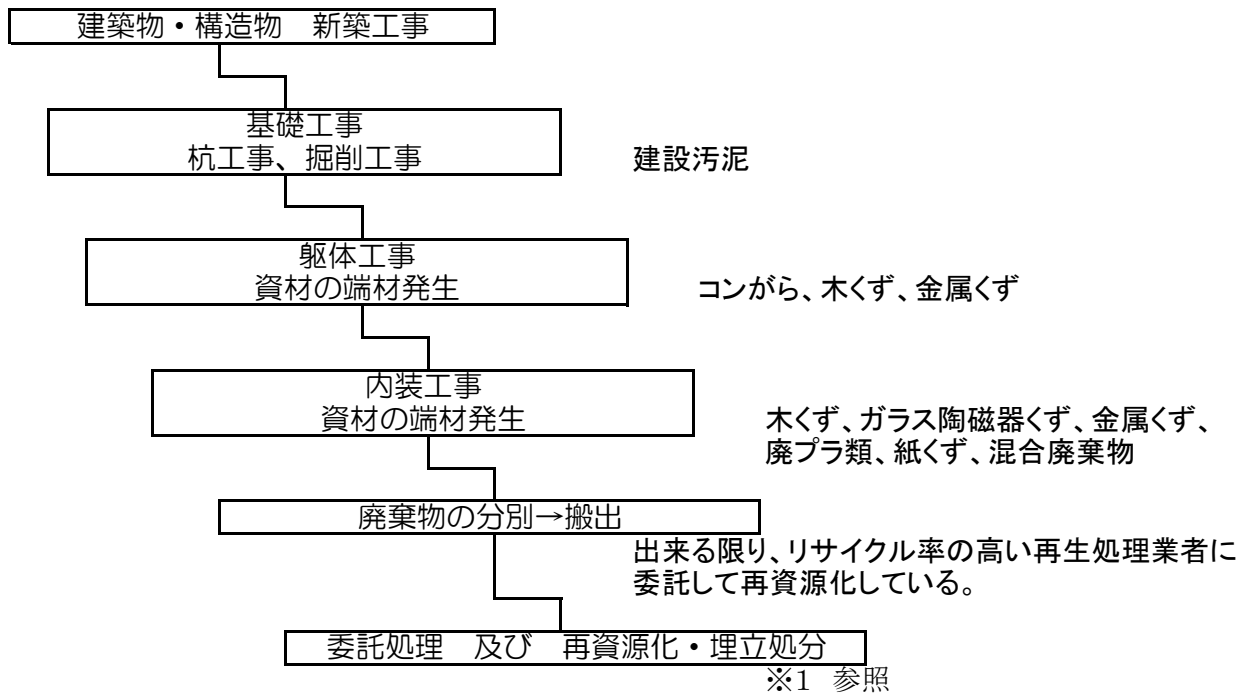 建築物・構造物　新築工事
基礎工事
杭工事、掘削工事
建設汚泥
躯体工事
資材の端材発生
コンがら、木くず、金属くず
内装工事
資材の端材発生
木くず、ガラス陶磁器くず、金属くず、
廃プラ類、紙くず、混合廃棄物
廃棄物の分別→搬出
出来る限り、リサイクル率の高い再生処理業者に
委託して再資源化している。
委託処理　及び　再資源化・埋立処分
※1　参照